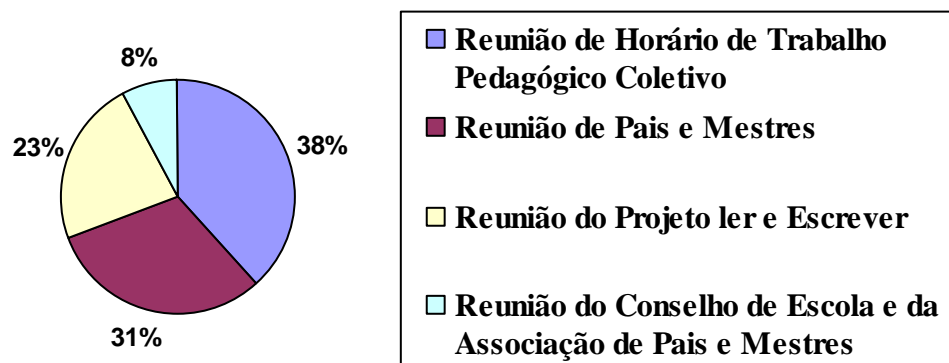 8%
23%
38%
31%
Reunião de Horário de Trabalho
Pedagógico Coletivo
Reunião de Pais e Mestres
Reunião do Projeto ler e Escrever
Reunião do Conselho de Escola e da
Associação de Pais e Mestres